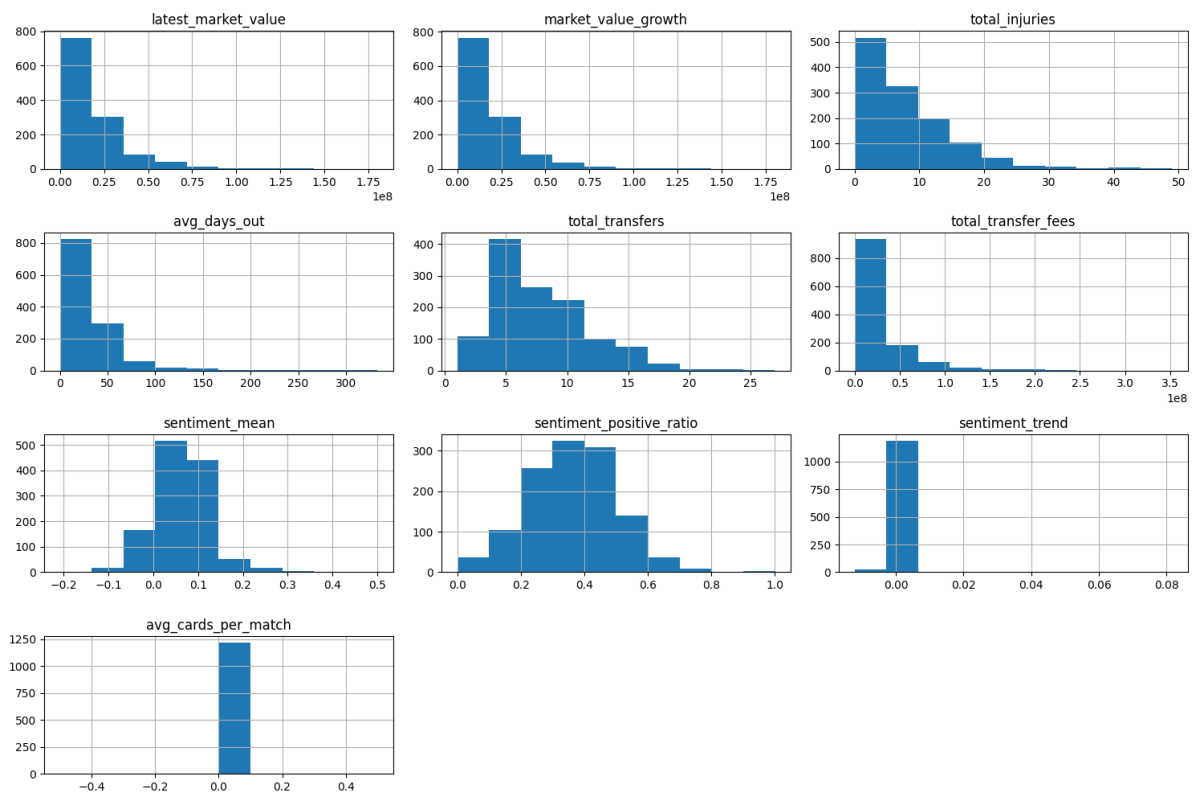 latest_market_value
800
600
400
200
0
0.00 0.25 0.50 0.75 1.00 1.25 1.50 1.75
1e8
market_value_growth
800
600
400
200
0
0.00 0.25 0.50 0.75 1.00 1.25 1.50 1.75
1e8
total_injuries
500
400
300
200
100
0
0 10 20 30 40 50
avg_days_out
800
600
400
200
0
0 50 100 150 200 250 300
total_transfers
400
300
200
100
0
0 5 10 15 20 25
total_transfer_fees
800
600
400
200
0
0.0 0.5 1.0 1.5 2.0 2.5 3.0 3.5
1e8
sentiment_mean
500
400
300
200
100
0
−0.2 −0.1 0.0 0.1 0.2 0.3 0.4 0.5
sentiment_positive_ratio
300
200
100
0
0.0 0.2 0.4 0.6 0.8 1.0
sentiment_trend
1000
750
500
250
0
0.00 0.02 0.04 0.06 0.08
avg_cards_per_match
1250
1000
750
500
250
0
−0.4 −0.2 0.0 0.2 0.4